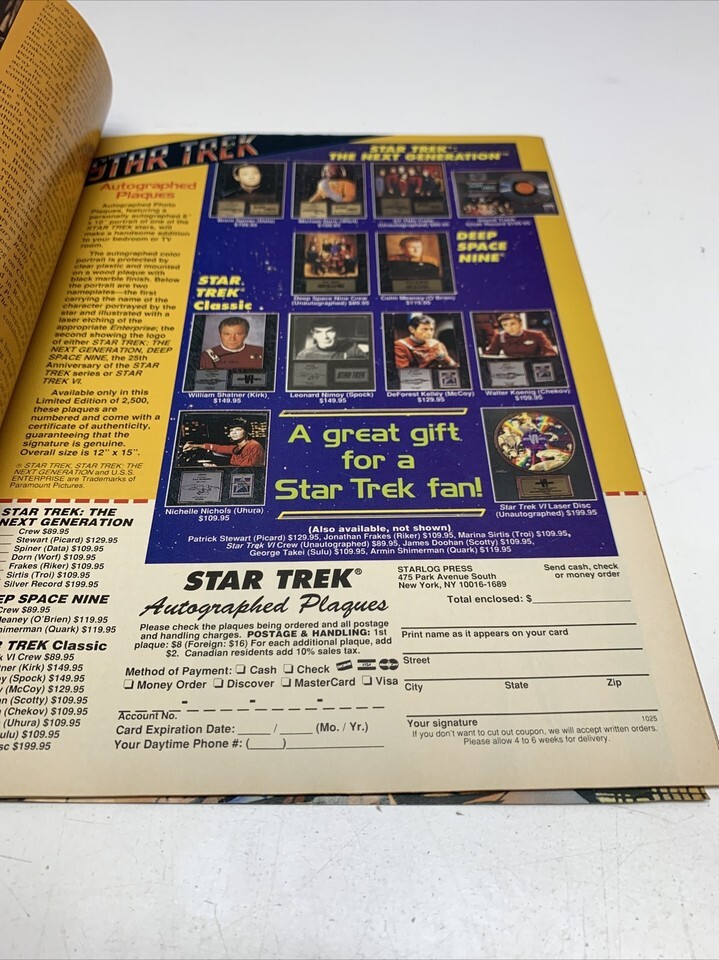 STAR TREK
Autographed
Plaques
Autographed Photo
Plaques, featuring a
personally autographed 8"
x 10" portrait of one of the
STAR TREK stars, will
make a handsome addition
to your bedroom or TV
room.
The autographed color
portrait is protected by
clear plastic and mounted
on a wood plaque with
black marble finish. Below
the portrait are two
nameplates—the first
carrying the name of the
character portrayed by the
star and illustrated with a
laser etching of the
appropriate Enterprise; the
second showing the logo
of either STAR TREK: THE
NEXT GENERATION, DEEP
SPACE NINE, the 25th
Anniversary of the STAR
TREK series or STAR
TREK VI.
Available only in this
Limited Edition of 2,500,
these plaques are
numbered and come with a
certificate of authenticity,
guaranteeing that the
signature is genuine.
Overall size is 12" x 15".
® STAR TREK, STAR TREK: THE
NEXT GENERATION and U.S.S.
ENTERPRISE are Trademarks of
Paramount Pictures.
STAR TREK®:
THE NEXT GENERATION™
DEEP
SPACE
NINE®
Deep Space Nine Crew
(Unautographed) $89.95
Colm Meaney (O'Brien)
$119.95
STAR
TREK®
Classic
William Shatner (Kirk)
$149.95
Leonard Nimoy (Spock)
$149.95
DeForest Kelley (McCoy)
$129.95
Walter Koenig (Chekov)
$109.95
Nichelle Nichols (Uhura)
$109.95
A great gift
for a
Star Trek fan!
Star Trek VI Laser Disc
(Unautographed) $199.95
(Also available, not shown)
Patrick Stewart (Picard) $129.95, Jonathan Frakes (Riker) $109.95, Marina Sirtis (Troi) $109.95,
Star Trek VI Crew (Unautographed) $89.95, James Doohan (Scotty) $109.95,
George Takei (Sulu) $109.95, Armin Shimerman (Quark) $119.95
STAR TREK: THE
NEXT GENERATION
Crew $89.95
Stewart (Picard) $129.95
Spiner (Data) $109.95
Dorn (Worf) $109.95
Frakes (Riker) $109.95
Sirtis (Troi) $109.95
Silver Record $199.95
EP SPACE NINE
Crew $89.95
eaney (O'Brien) $119.95
himerman (Quark) $119.95
TREK Classic
k VI Crew $89.95
tner (Kirk) $149.95
y (Spock) $149.95
y (McCoy) $129.95
n (Scotty) $109.95
(Chekov) $109.95
(Uhura) $109.95
ulu) $109.95
sc $199.95
STAR TREK®
Autographed Plaques
Please check the plaques being ordered and all postage
and handling charges. POSTAGE & HANDLING: 1st
plaque: $8 (Foreign: $16) For each additional plaque, add
$2. Canadian residents add 10% sales tax.
Method of Payment: ❑ Cash ❑ Check
❑ Money Order ❑ Discover ❑ MasterCard ❑ Visa
Account No.
Card Expiration Date: ____ / ____ (Mo. / Yr.)
Your Daytime Phone #: (____)____
STARLOG PRESS
475 Park Avenue South
New York, NY 10016-1689
Send cash, check
or money order
Total enclosed: $____
Print name as it appears on your card
Street
City State Zip
Your signature
1025
If you don't want to cut out coupon, we will accept written orders.
Please allow 4 to 6 weeks for delivery.